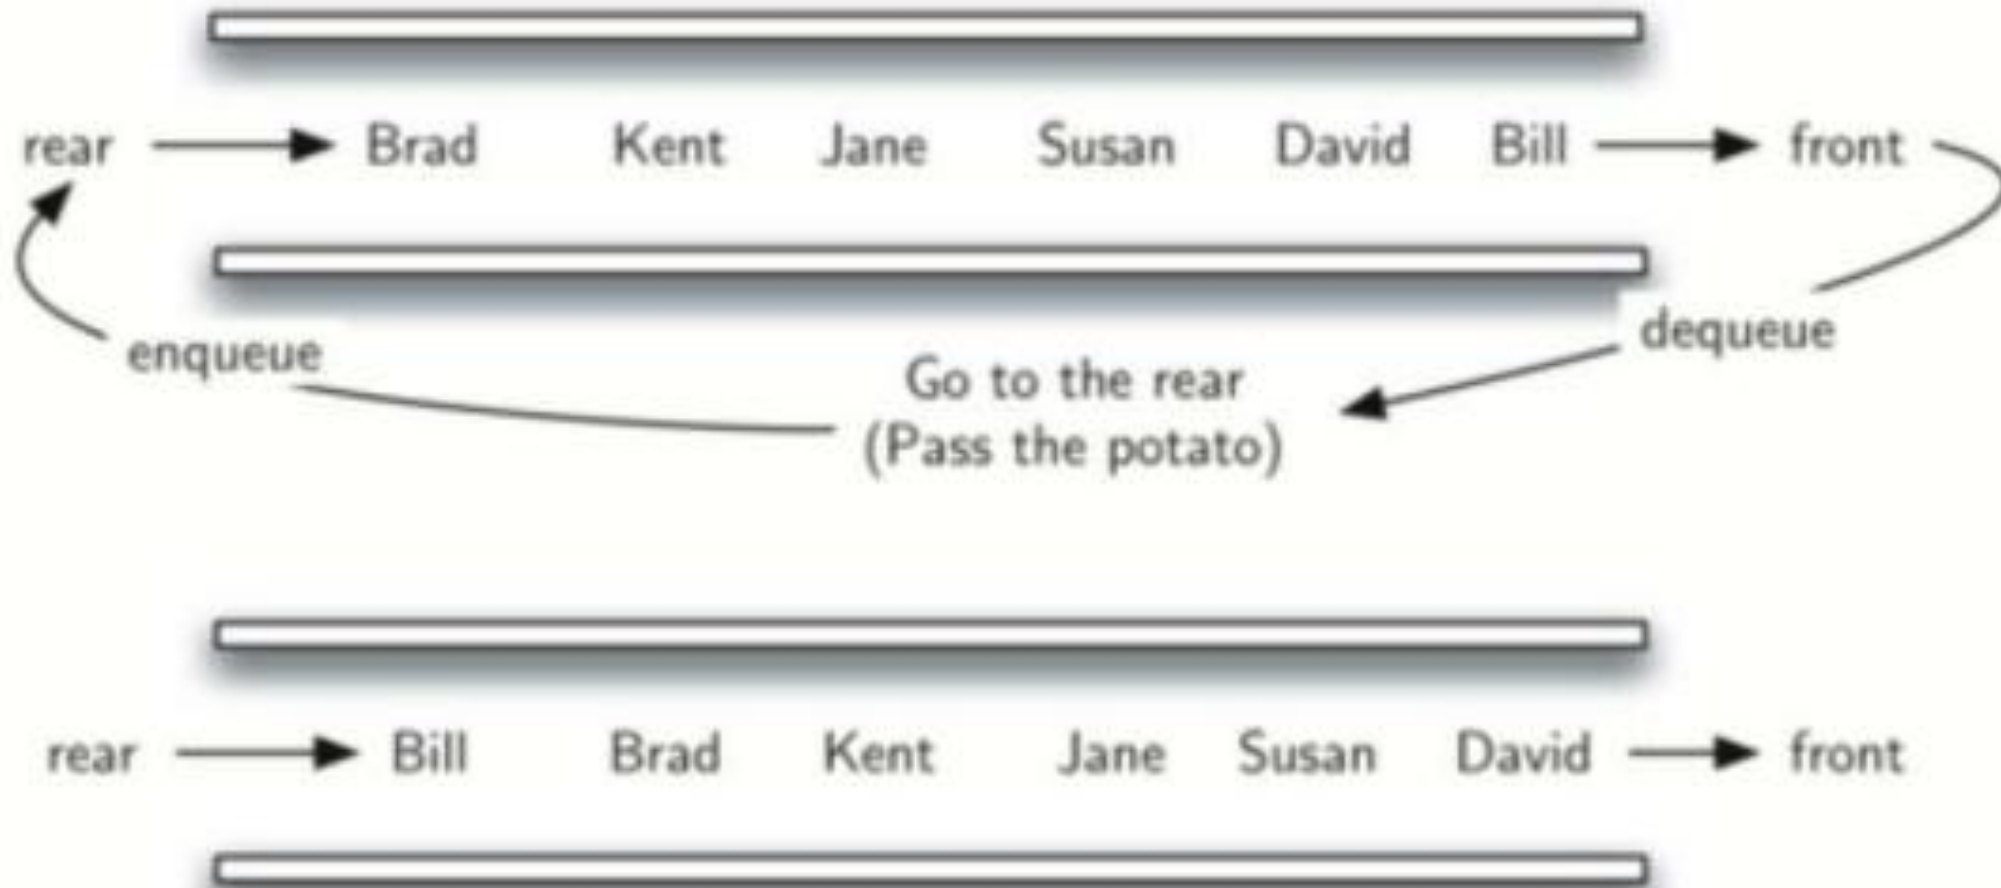 rear Brad Kent Jane Susan David Bill front
enqueue
dequeue
Go to the rear
(Pass the potato)
rear Bill Brad Kent Jane Susan David front